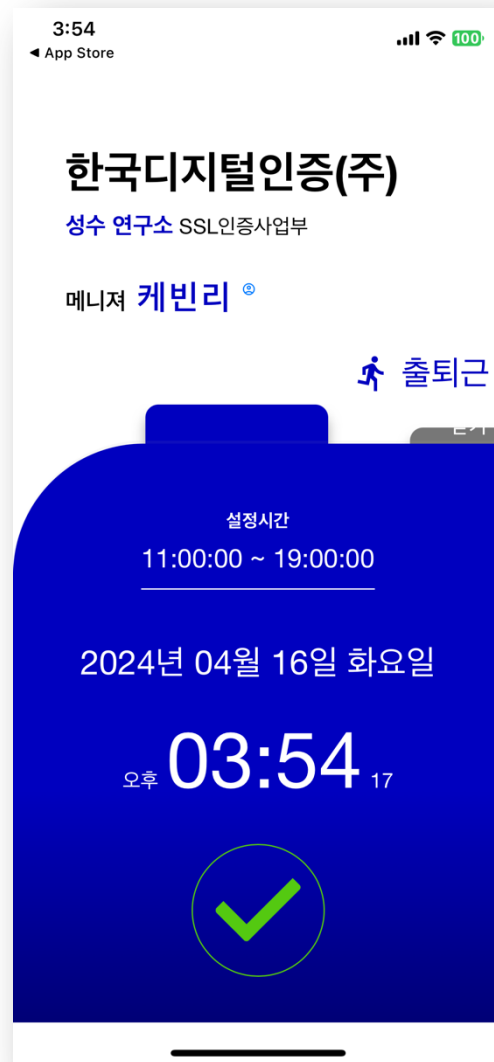 3:54
100
◀ App Store
한국디지털인증(주)
성수 연구소 SSL인증사업부
메니져 케빈리
출퇴근
설정시간
11:00:00 ~ 19:00:00
2024년 04월 16일 화요일
오후 03:54 17